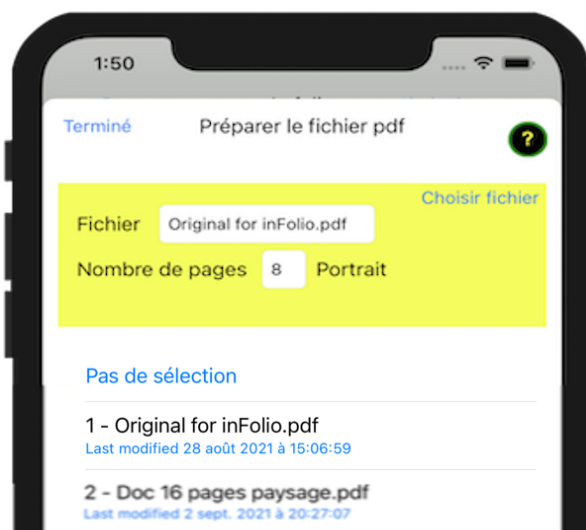 1:50
Terminé Préparer le fichier pdf ?
Choisir fichier
Fichier Original for inFolio.pdf
Nombre de pages 8 Portrait
Pas de sélection
1 - Original for inFolio.pdf
Last modified 28 août 2021 à 15:06:59
2 - Doc 16 pages paysage.pdf
Last modified 2 sept. 2021 à 20:27:07